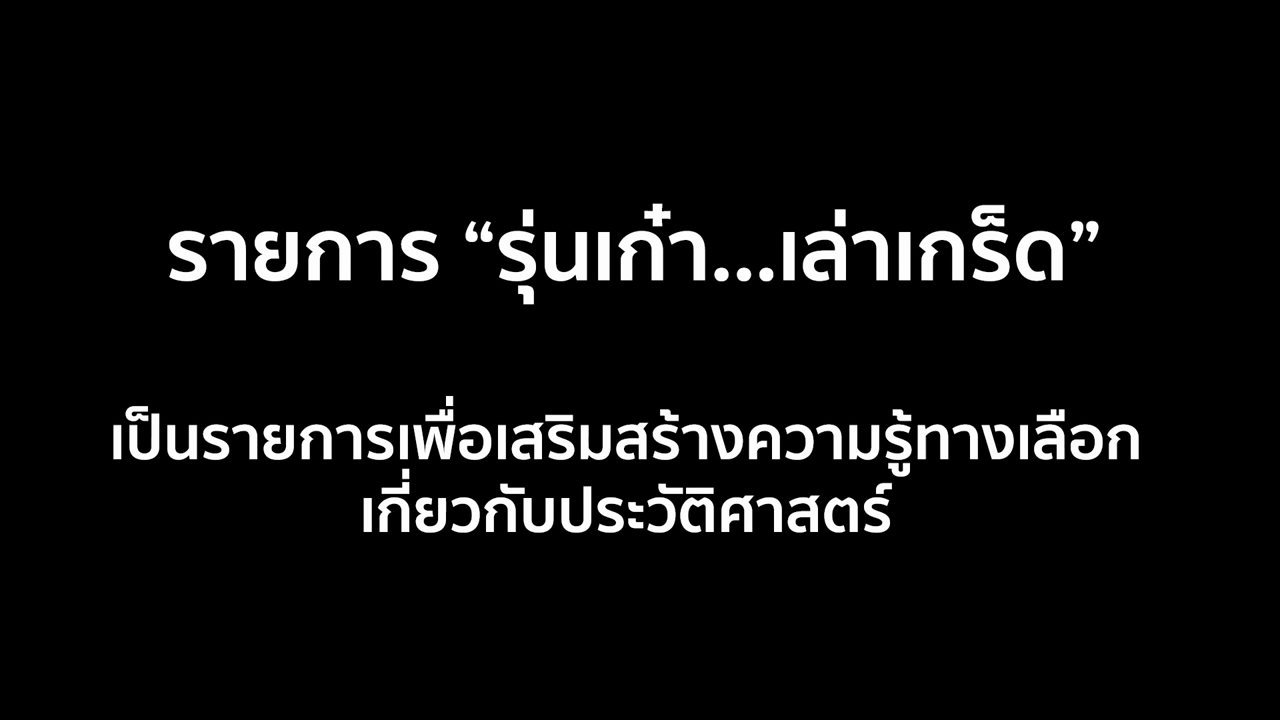 รายการ “รุ่นเก๋า...เล่าเกร็ด”
เป็นรายการเพื่อเสริมสร้างความรู้ทางเลือก
เกี่ยวกับประวัติศาสตร์